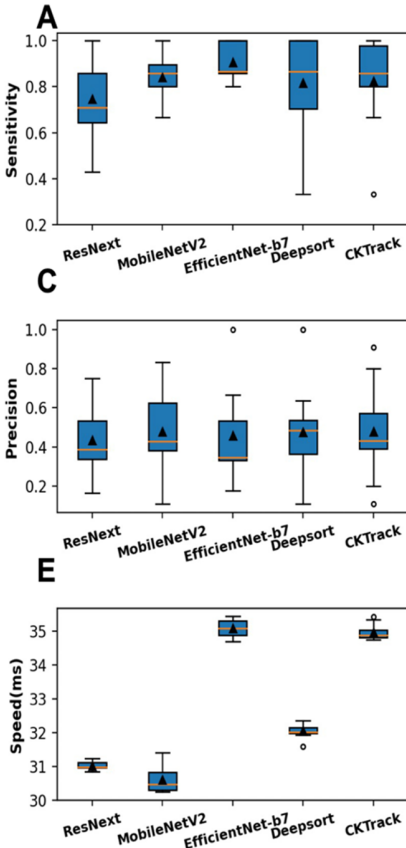 A
Sensitivity
1.0
0.8
0.6
0.4
0.2
ResNext
MobileNetV2
EfficientNet-b7
Deepsort
CKTrack
C
Precision
1.0
0.8
0.6
0.4
0.2
ResNext
MobileNetV2
EfficientNet-b7
Deepsort
CKTrack
E
Speed(ms)
35
34
33
32
31
30
ResNext
MobileNetV2
EfficientNet-b7
Deepsort
CKTrack